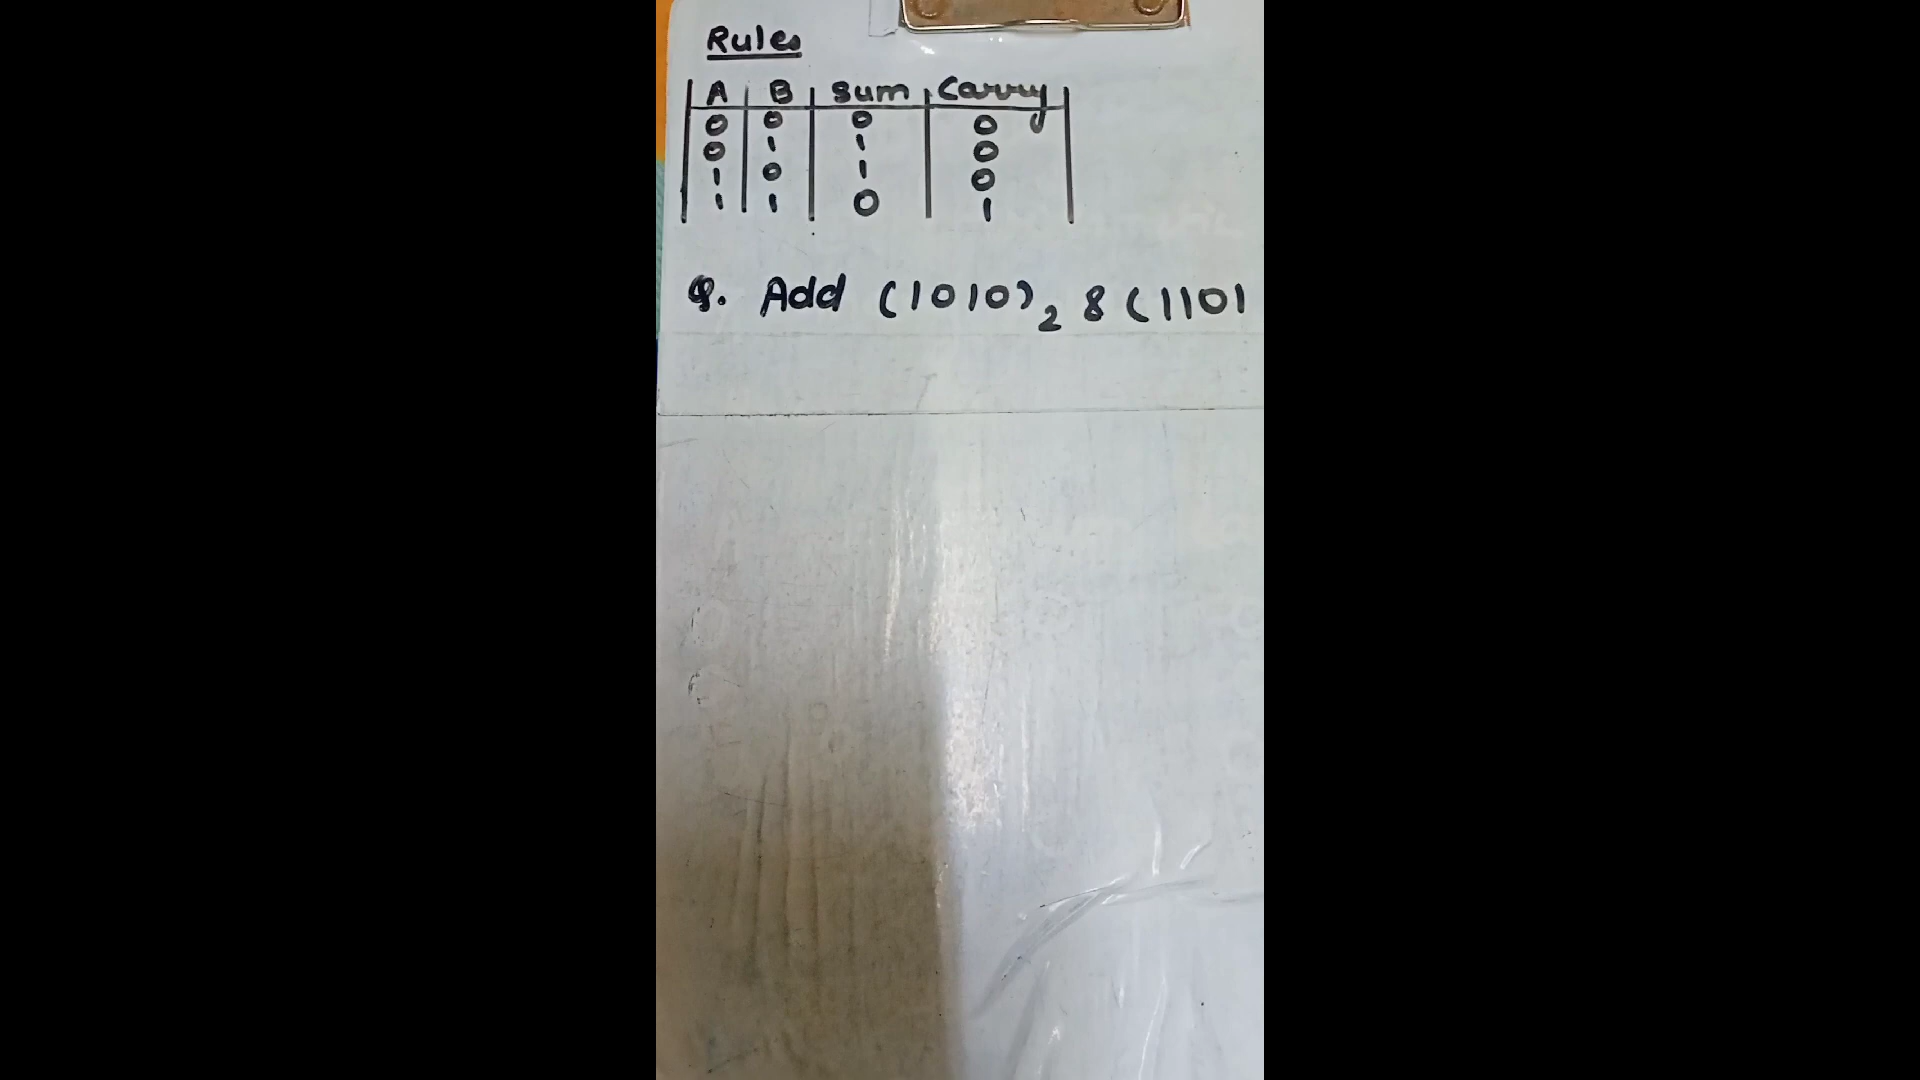 Rules
A B Sum Carry
0 0 0 0
0 1 1 0
1 0 1 0
1 1 0 1
Q. Add (1010)₂ & (1101